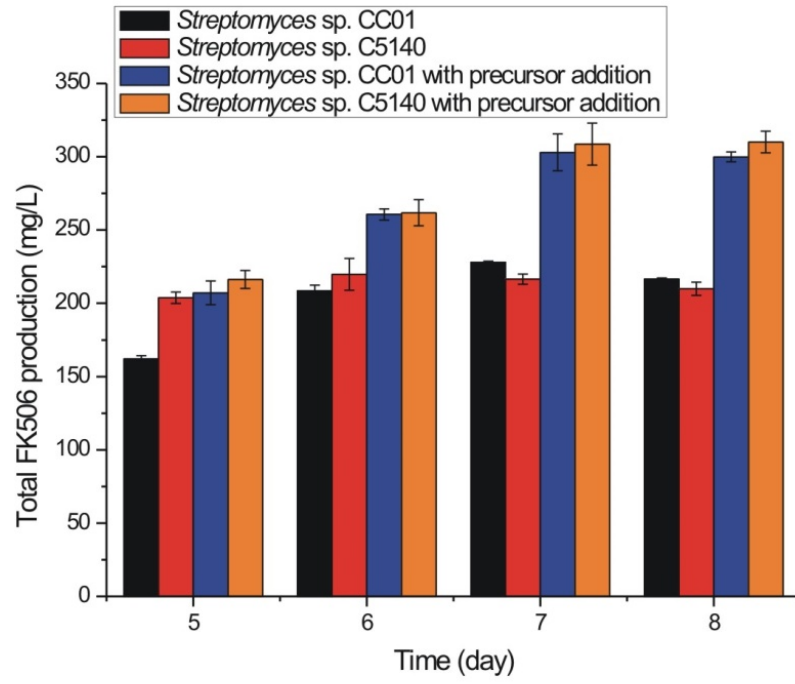 Streptomyces sp. CC01
Streptomyces sp. C5140
Streptomyces sp. CC01 with precursor addition
Streptomyces sp. C5140 with precursor addition
Total FK506 production (mg/L)
350
300
250
200
150
100
50
0
5 6 7 8
Time (day)